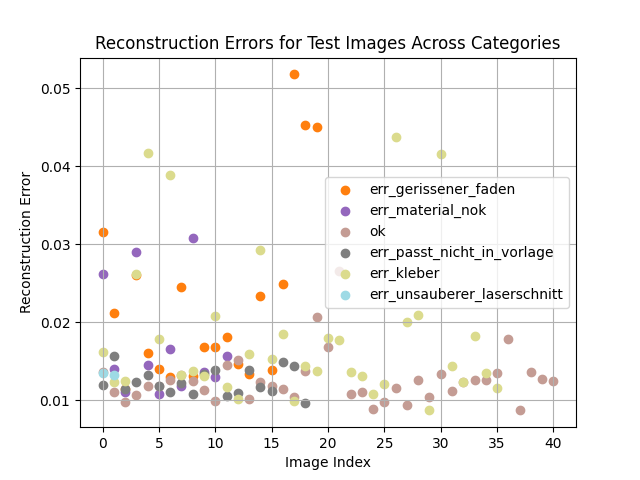 Reconstruction Errors for Test Images Across Categories
Reconstruction Error
0.05
0.04
0.03
0.02
0.01
err_gerissener_faden
err_material_nok
ok
err_passt_nicht_in_vorlage
err_kleber
err_unsauberer_laserschnitt
0 5 10 15 20 25 30 35 40
Image Index